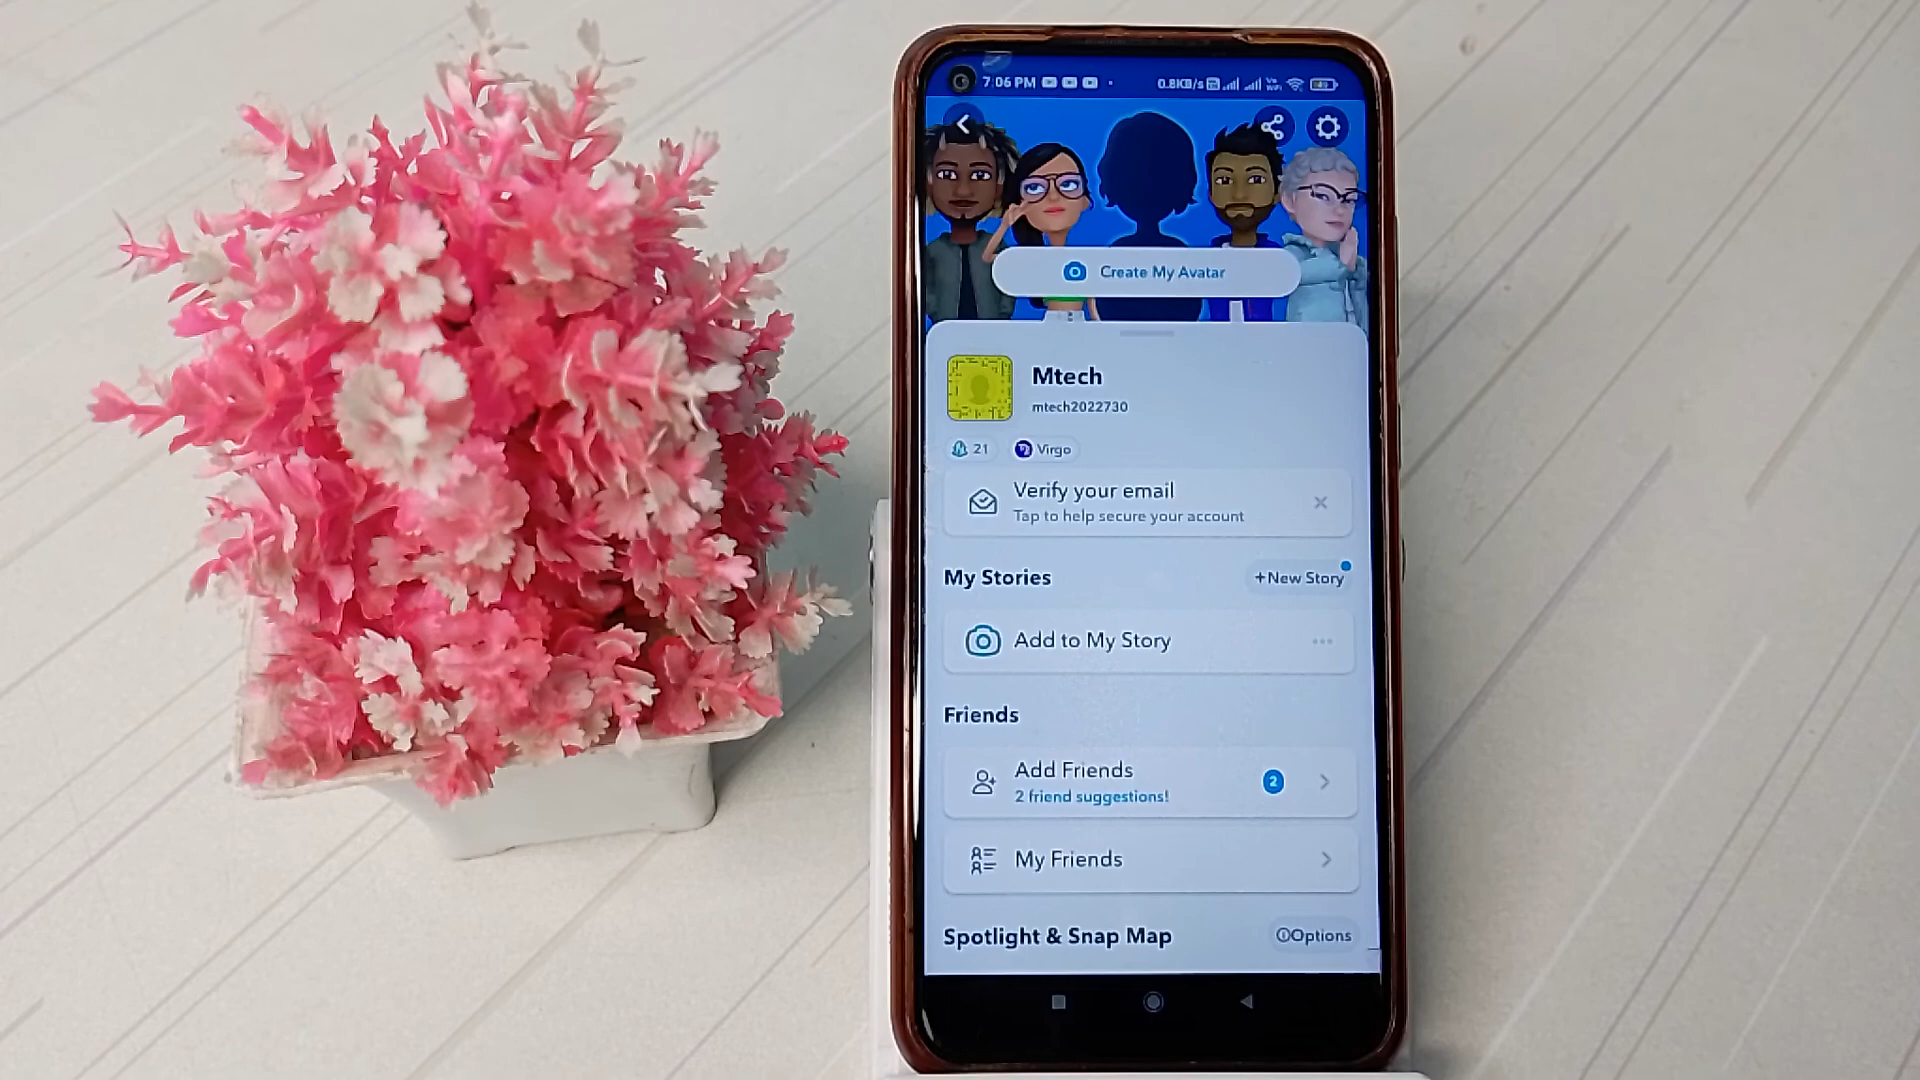 7:06 PM 0.8KB/s
Create My Avatar
Mtech
mtech2022730
21 Virgo
Verify your email
Tap to help secure your account
My Stories +New Story
Add to My Story
Friends
Add Friends
2 friend suggestions! 2
My Friends
Spotlight & Snap Map Options